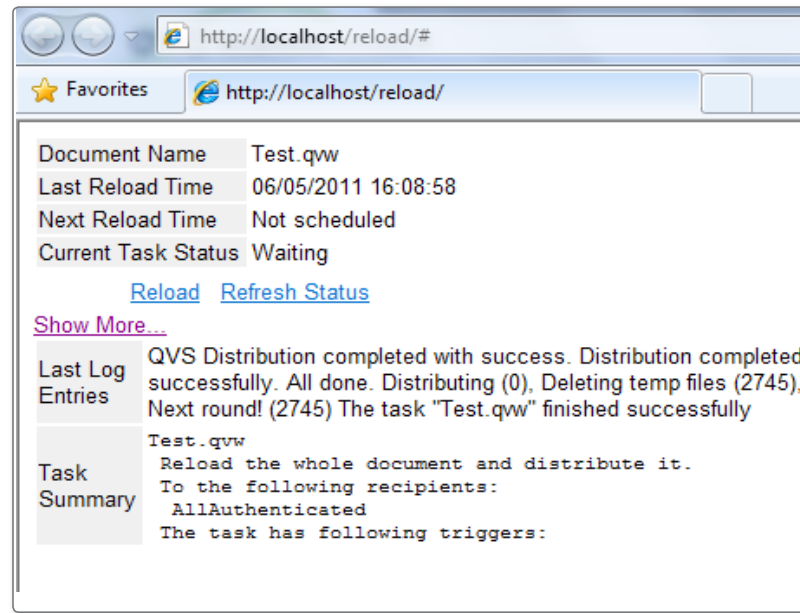 http://localhost/reload/#
Favorites
http://localhost/reload/
Document Name Test.qvw
Last Reload Time 06/05/2011 16:08:58
Next Reload Time Not scheduled
Current Task Status Waiting
Reload Refresh Status
Show More...
Last Log Entries
QVS Distribution completed with success. Distribution completed
successfully. All done. Distributing (0), Deleting temp files (2745),
Next round! (2745) The task "Test.qvw" finished successfully
Task Summary
Test.qvw
Reload the whole document and distribute it.
To the following recipients:
AllAuthenticated
The task has following triggers: